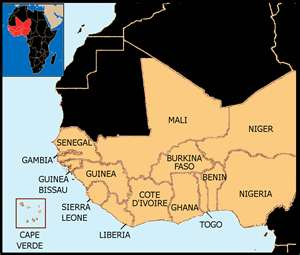 MALI
NIGER
SENEGAL
GAMBIA
BURKINA
FASO
GUINEA
BISSAU
GUINEA
BENIN
NIGERIA
SIERRA
LEONE
COTE
D'IVOIRE
GHANA
TOGO
LIBERIA
CAPE
VERDE